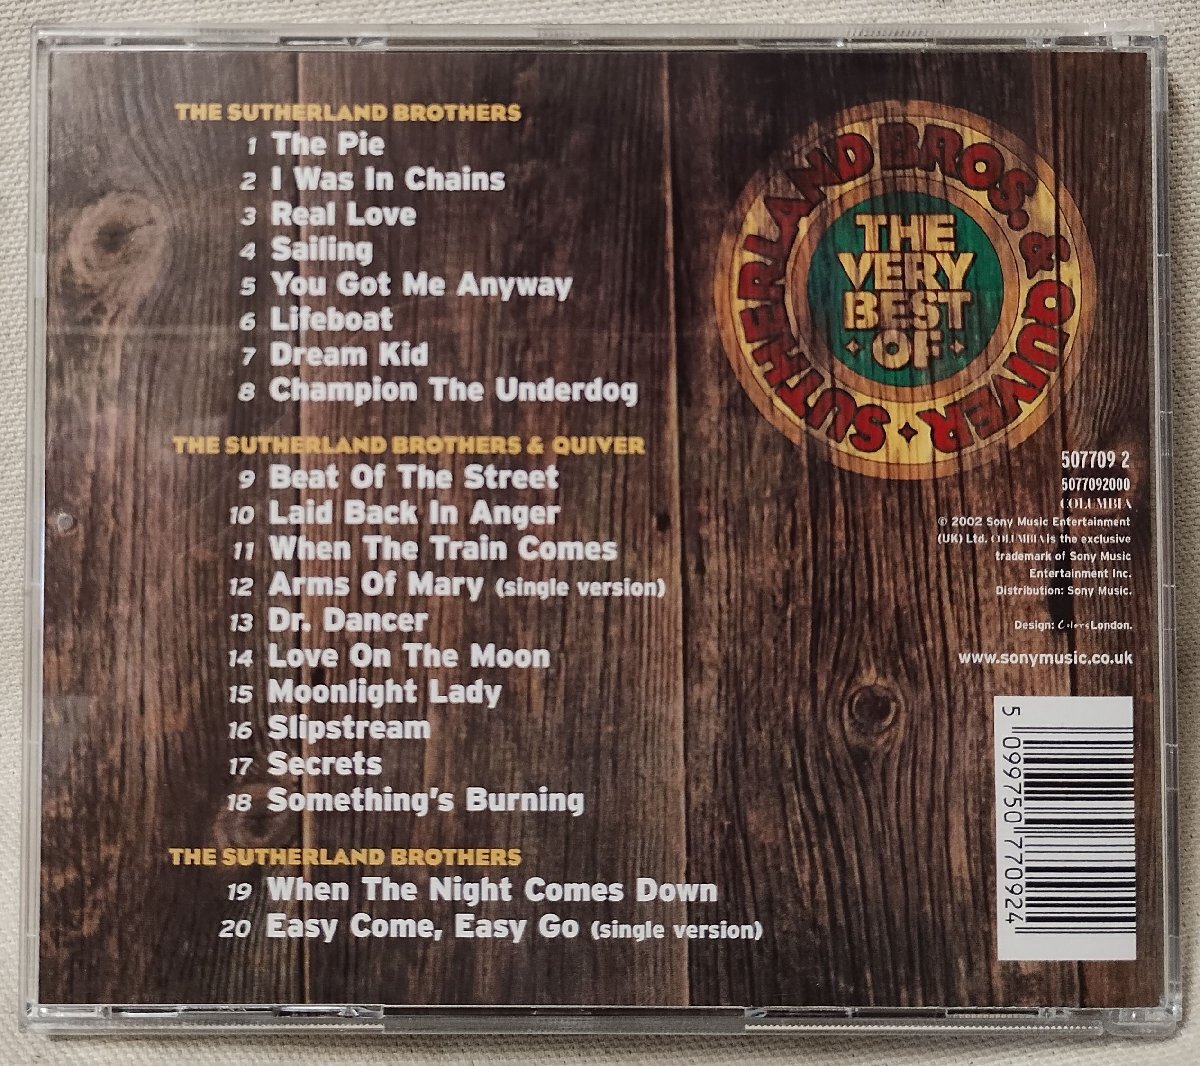 THE SUTHERLAND BROTHERS
1 The Pie
2 I Was In Chains
3 Real Love
4 Sailing
5 You Got Me Anyway
6 Lifeboat
7 Dream Kid
8 Champion The Underdog
THE SUTHERLAND BROTHERS & QUIVER
9 Beat Of The Street
10 Laid Back In Anger
11 When The Train Comes
12 Arms Of Mary (single version)
13 Dr. Dancer
14 Love On The Moon
15 Moonlight Lady
16 Slipstream
17 Secrets
18 Something's Burning
THE SUTHERLAND BROTHERS
19 When The Night Comes Down
20 Easy Come, Easy Go (single version)
SUTHERLAND BROS. & QUIVER
THE
VERY
BEST
OF
507709 2
5077092000
COLUMBIA
© 2002 Sony Music Entertainment
(UK) Ltd. COLUMBIA is the exclusive
trademark of Sony Music
Entertainment Inc.
Distribution: Sony Music.
Design: London.
www.sonymusic.co.uk
5 099750 770924